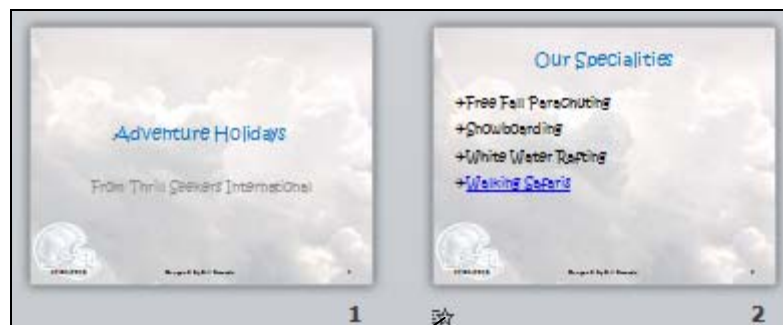 Adventure Holidays
From Thrill Seekers International
1
Our Specialities
+Free Fall Parachuting
+Snowboarding
+White Water Rafting
+Walking Safaris
2